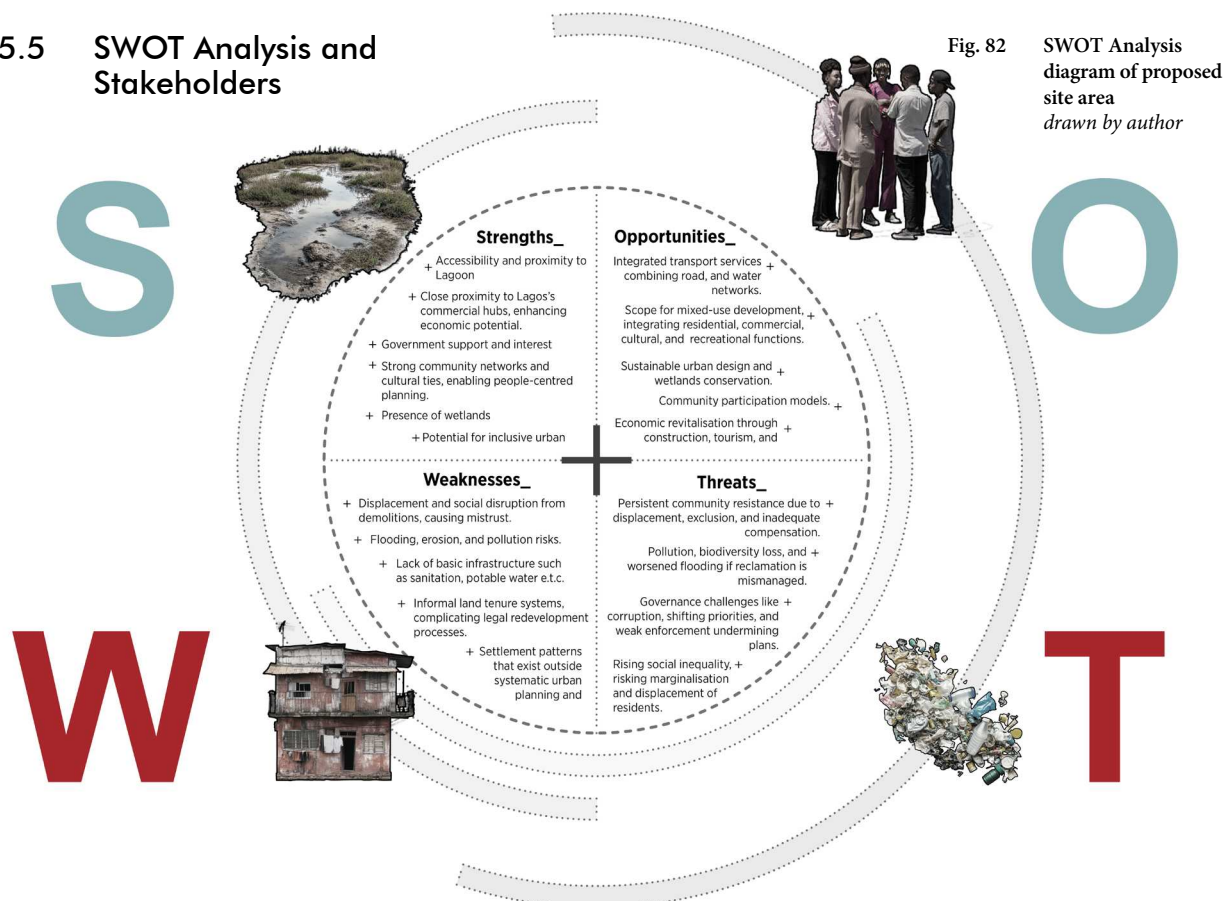 5.5 SWOT Analysis and
Stakeholders
Fig. 82 SWOT Analysis
diagram of proposed
site area
drawn by author
S
O
W
T
Strengths_
+ Accessibility and proximity to
Lagoon
+ Close proximity to Lagos's
commercial hubs, enhancing
economic potential.
+ Government support and interest
+ Strong community networks and
cultural ties, enabling people-centred
planning.
+ Presence of wetlands
+ Potential for inclusive urban
Opportunities_
Integrated transport services +
combining road, and water
networks.
Scope for mixed-use development, +
integrating residential, commercial,
cultural, and recreational functions.
Sustainable urban design and +
wetlands conservation.
Community participation models. +
Economic revitalisation through +
construction, tourism, and
Weaknesses_
+ Displacement and social disruption from
demolitions, causing mistrust.
+ Flooding, erosion, and pollution risks.
+ Lack of basic infrastructure such
as sanitation, potable water e.t.c.
+ Informal land tenure systems,
complicating legal redevelopment
processes.
+ Settlement patterns
that exist outside
systematic urban
planning and
Threats_
Persistent community resistance due to +
displacement, exclusion, and inadequate
compensation.
Pollution, biodiversity loss, and +
worsened flooding if reclamation is
mismanaged.
Governance challenges like +
corruption, shifting priorities, and
weak enforcement undermining
plans.
Rising social inequality, +
risking marginalisation
and displacement of
residents.